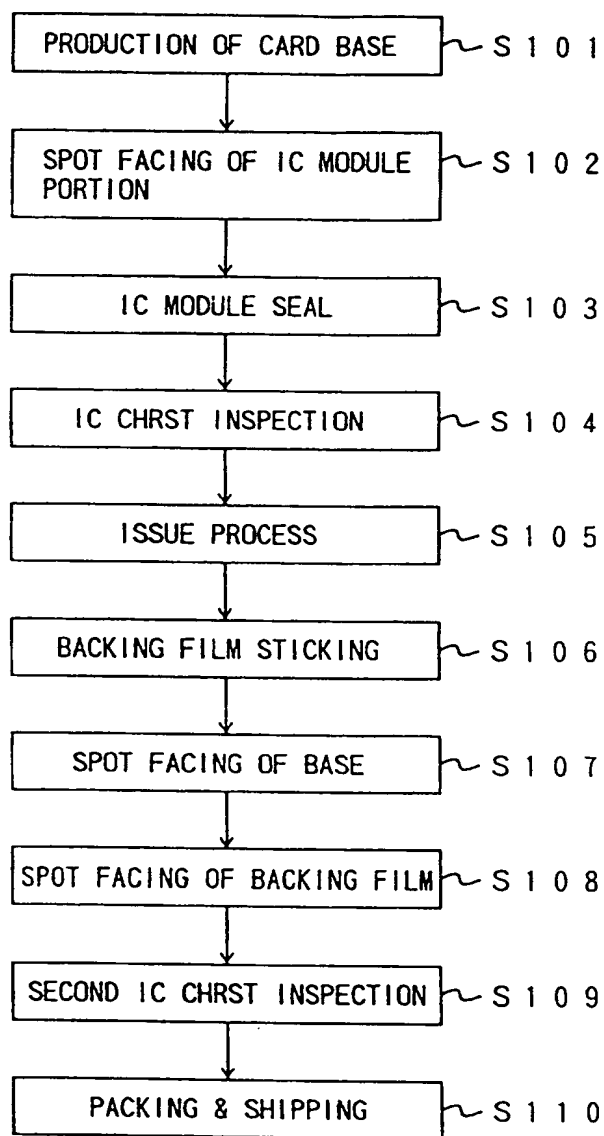 PRODUCTION OF CARD BASE S101
SPOT FACING OF IC MODULE PORTION S102
IC MODULE SEAL S103
IC CHRST INSPECTION S104
ISSUE PROCESS S105
BACKING FILM STICKING S106
SPOT FACING OF BASE S107
SPOT FACING OF BACKING FILM S108
SECOND IC CHRST INSPECTION S109
PACKING & SHIPPING S110